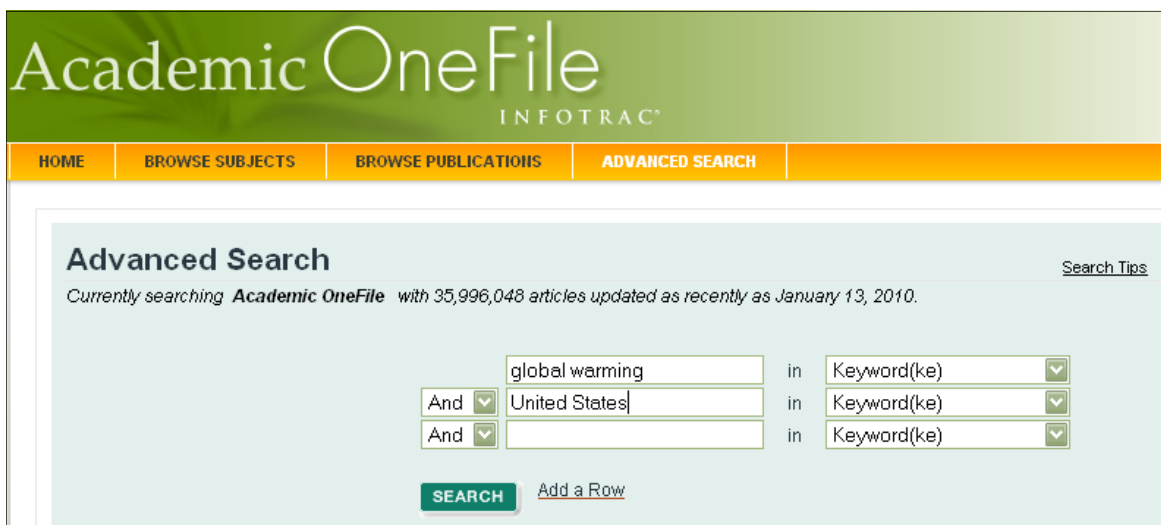 Academic OneFile
INFOTRAC®
HOME BROWSE SUBJECTS BROWSE PUBLICATIONS ADVANCED SEARCH
Advanced Search
Search Tips
Currently searching Academic OneFile with 35,996,048 articles updated as recently as January 13, 2010.
global warming in Keyword(ke)
And United States in Keyword(ke)
And in Keyword(ke)
SEARCH Add a Row